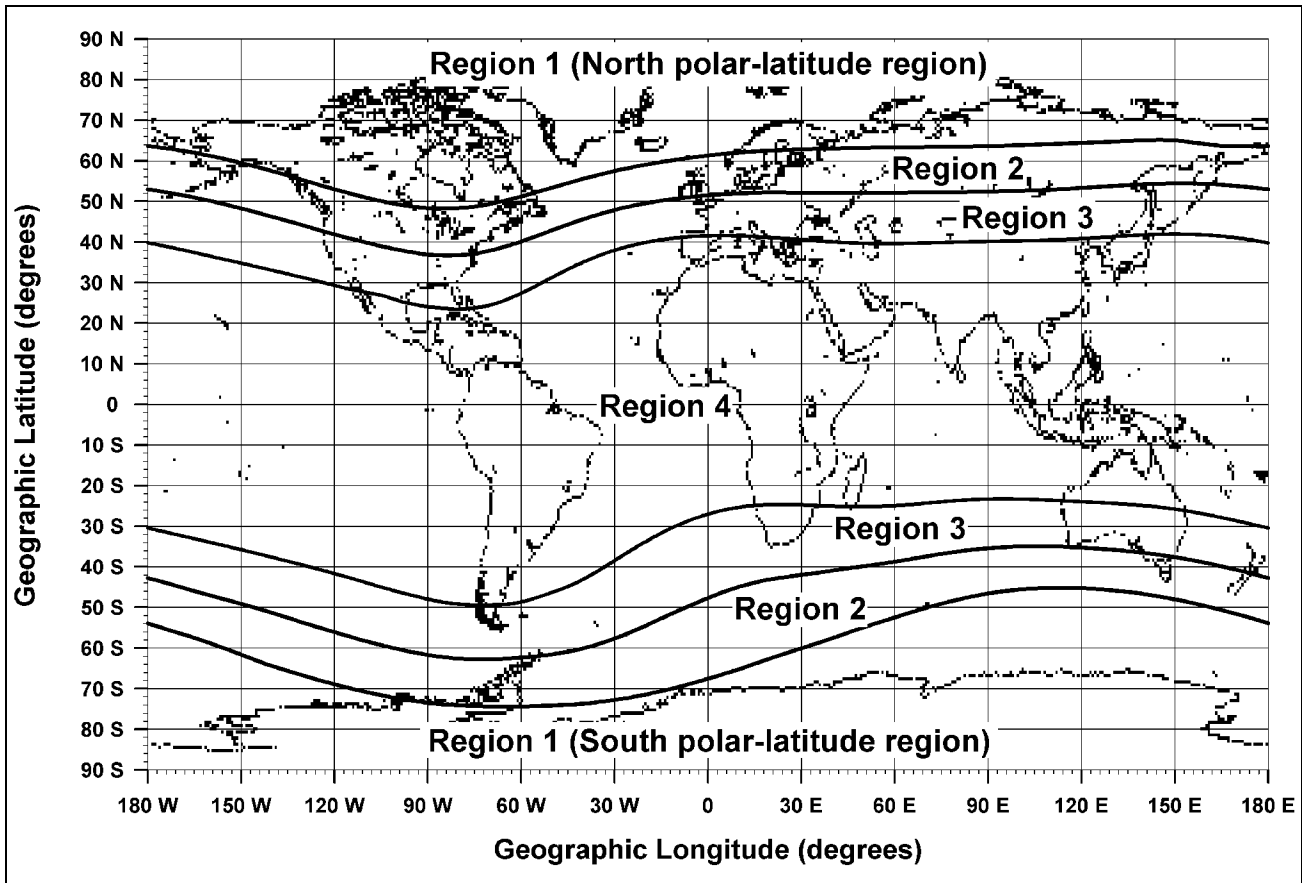 90 N
80 N
70 N
60 N
50 N
40 N
30 N
20 N
10 N
0
10 S
20 S
30 S
40 S
50 S
60 S
70 S
80 S
90 S
Geographic Latitude (degrees)
Region 1 (North polar-latitude region)
Region 2
Region 3
Region 4
Region 3
Region 2
Region 1 (South polar-latitude region)
180 W 150 W 120 W 90 W 60 W 30 W 0 30 E 60 E 90 E 120 E 150 E 180 E
Geographic Longitude (degrees)